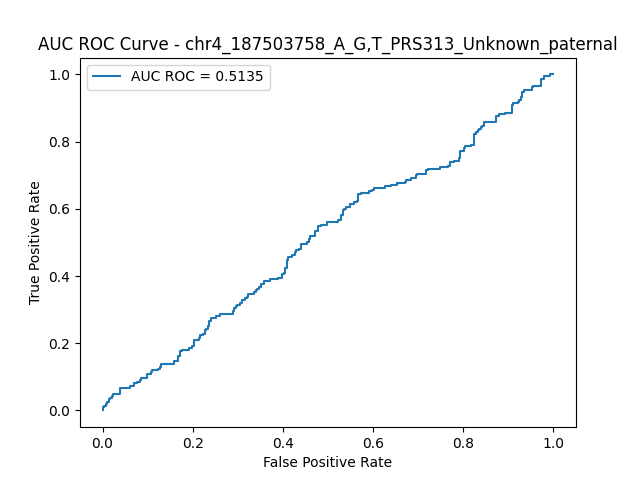 AUC ROC Curve - chr4_187503758_A_G,T_PRS313_Unknown_paternal
AUC ROC = 0.5135
1.0
0.8
0.6
0.4
0.2
0.0
True Positive Rate
0.0 0.2 0.4 0.6 0.8 1.0
False Positive Rate